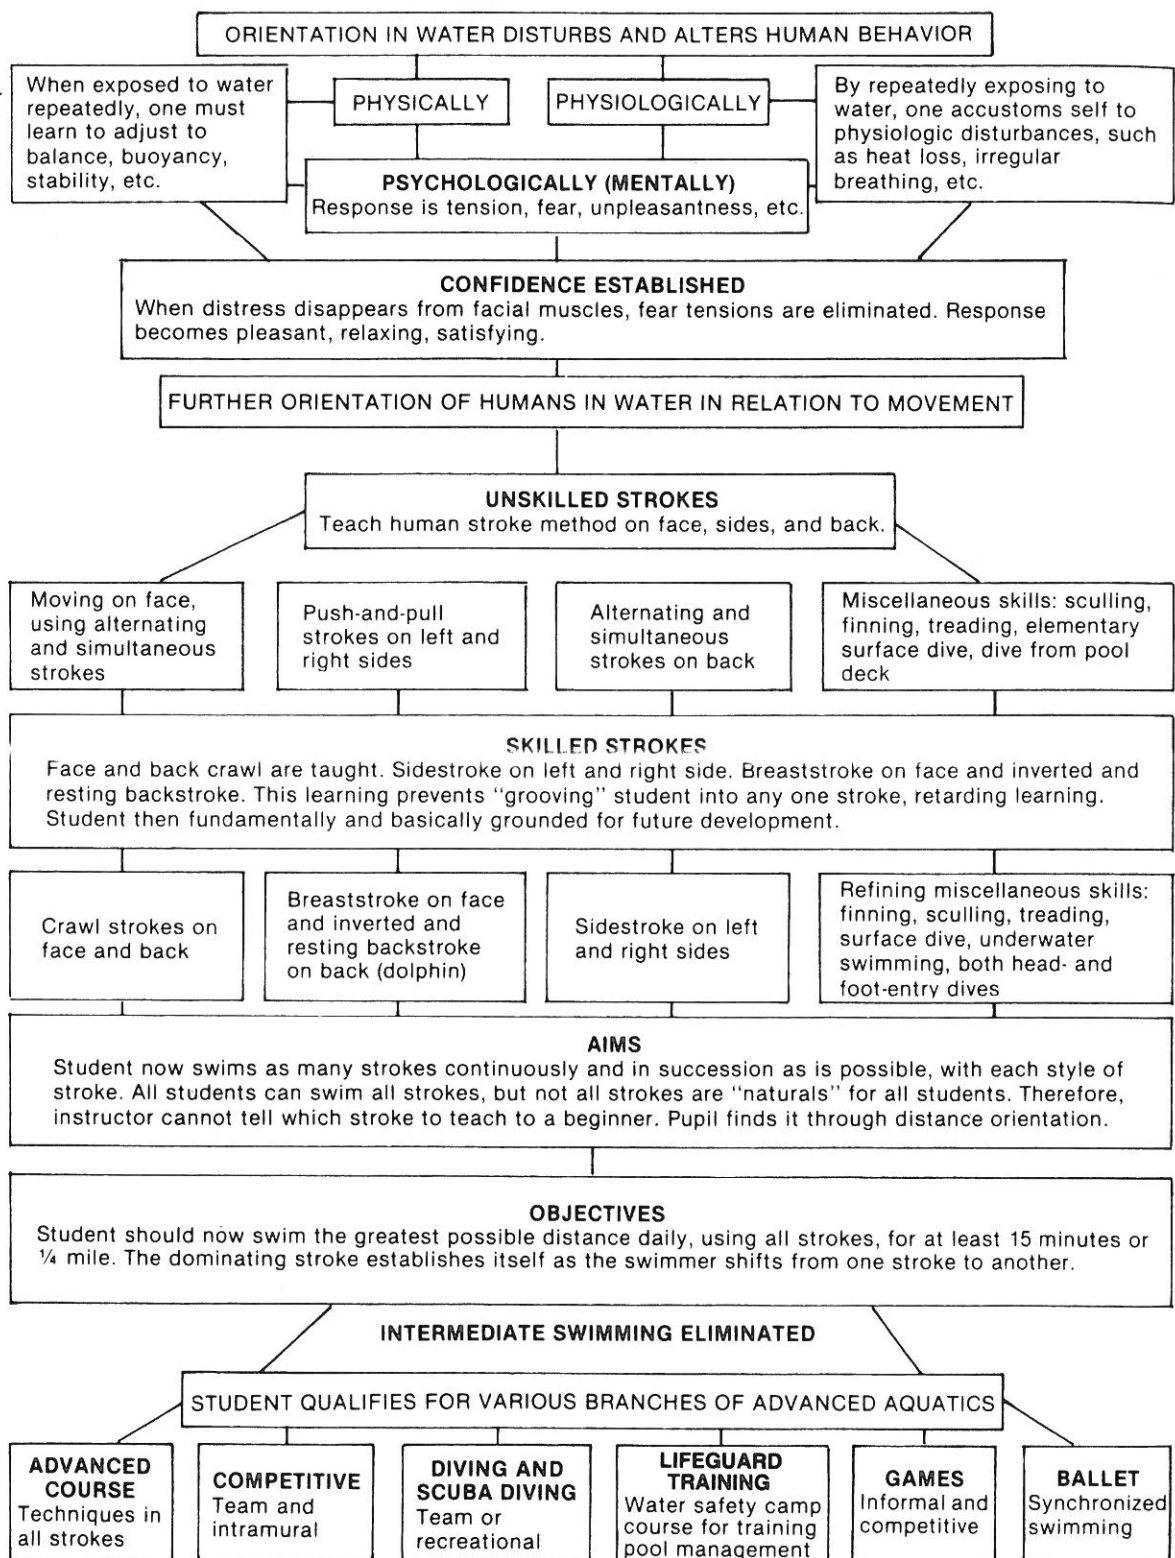 ORIENTATION IN WATER DISTURBS AND ALTERS HUMAN BEHAVIOR
When exposed to water
repeatedly, one must
learn to adjust to
balance, buoyancy,
stability, etc.
PHYSICALLY
PHYSIOLOGICALLY
By repeatedly exposing to
water, one accustoms self to
physiologic disturbances, such
as heat loss, irregular
breathing, etc.
PSYCHOLOGICALLY (MENTALLY)
Response is tension, fear, unpleasantness, etc.
CONFIDENCE ESTABLISHED
When distress disappears from facial muscles, fear tensions are eliminated. Response
becomes pleasant, relaxing, satisfying.
FURTHER ORIENTATION OF HUMANS IN WATER IN RELATION TO MOVEMENT
UNSKILLED STROKES
Teach human stroke method on face, sides, and back.
Moving on face,
using alternating
and simultaneous
strokes
Push-and-pull
strokes on left and
right sides
Alternating and
simultaneous
strokes on back
Miscellaneous skills: sculling,
finning, treading, elementary
surface dive, dive from pool
deck
SKILLED STROKES
Face and back crawl are taught. Sidestroke on left and right side. Breaststroke on face and inverted and
resting backstroke. This learning prevents "grooving" student into any one stroke, retarding learning.
Student then fundamentally and basically grounded for future development.
Crawl strokes on
face and back
Breaststroke on face
and inverted and
resting backstroke
on back (dolphin)
Sidestroke on left
and right sides
Refining miscellaneous skills:
finning, sculling, treading,
surface dive, underwater
swimming, both head- and
foot-entry dives
AIMS
Student now swims as many strokes continuously and in succession as is possible, with each style of
stroke. All students can swim all strokes, but not all strokes are "naturals" for all students. Therefore,
instructor cannot tell which stroke to teach to a beginner. Pupil finds it through distance orientation.
OBJECTIVES
Student should now swim the greatest possible distance daily, using all strokes, for at least 15 minutes or
¼ mile. The dominating stroke establishes itself as the swimmer shifts from one stroke to another.
INTERMEDIATE SWIMMING ELIMINATED
STUDENT QUALIFIES FOR VARIOUS BRANCHES OF ADVANCED AQUATICS
ADVANCED
COURSE
Techniques in
all strokes
COMPETITIVE
Team and
intramural
DIVING AND
SCUBA DIVING
Team or
recreational
LIFEGUARD
TRAINING
Water safety camp
course for training
pool management
GAMES
Informal and
competitive
BALLET
Synchronized
swimming